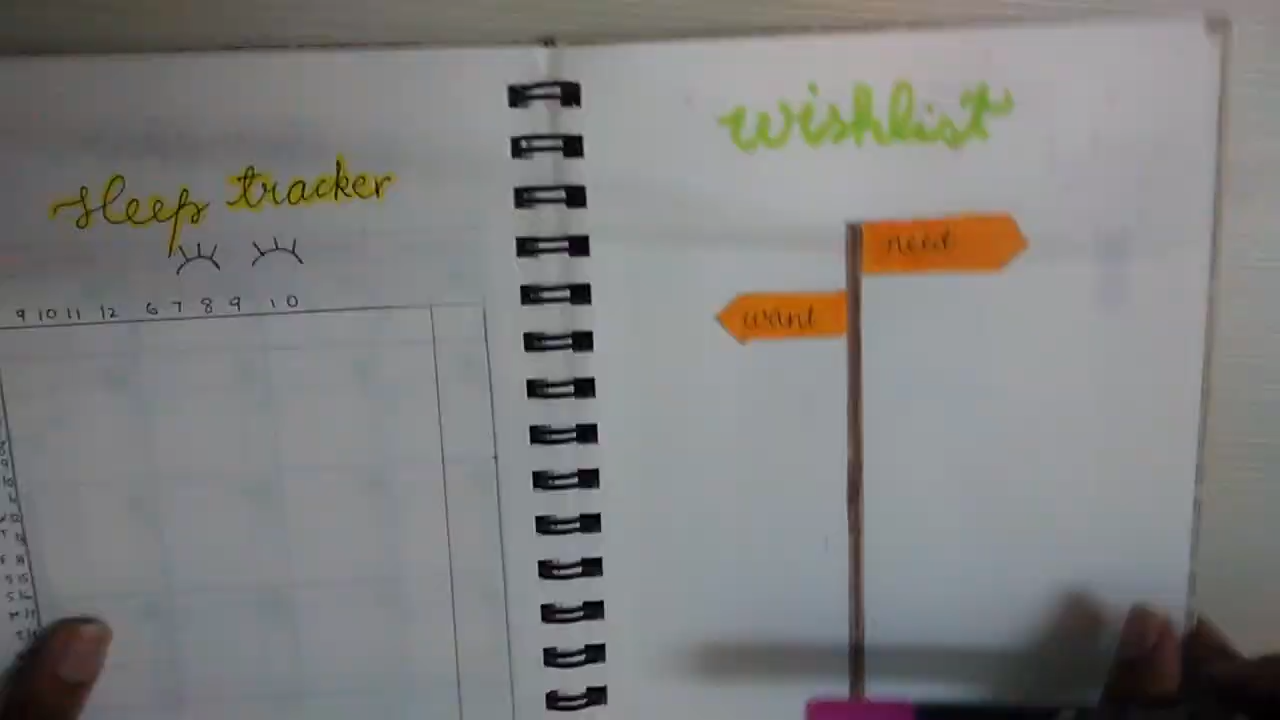 sleep tracker
9 10 11 12 6 7 8 9 10
wishlist
need
want